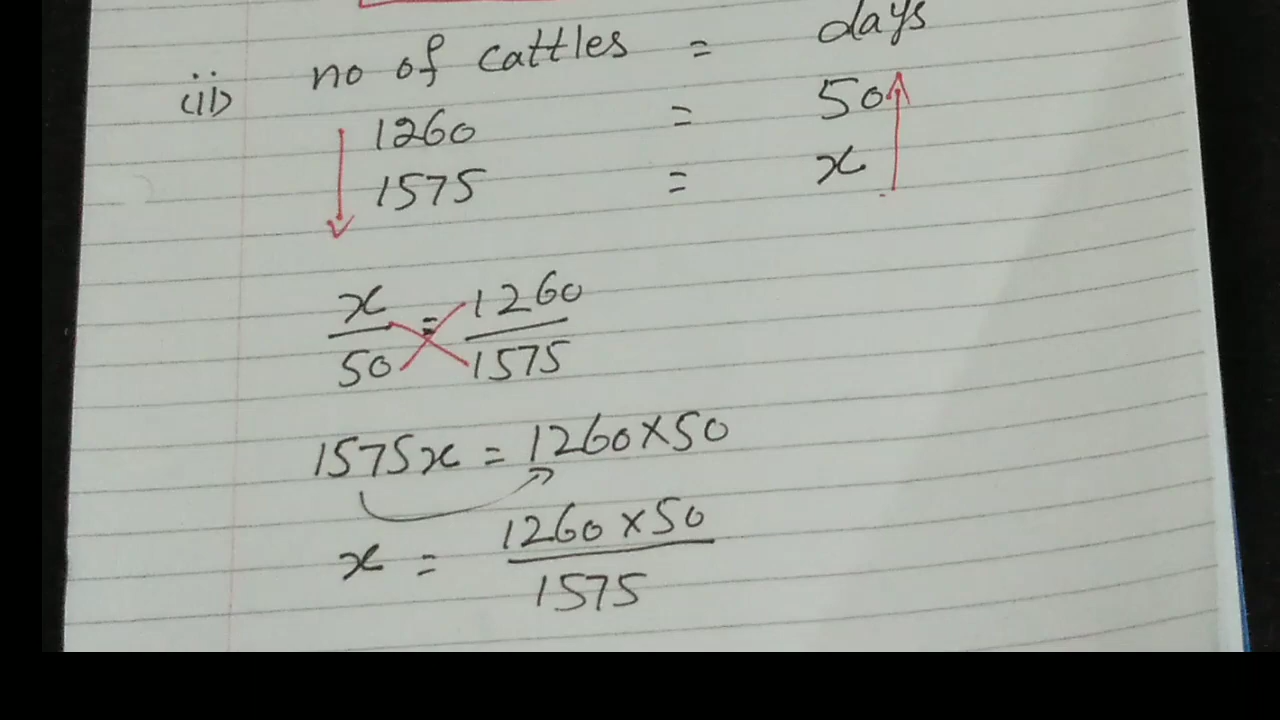 (ii) no of cattles = days
1260 = 50
1575 = x
x/50 = 1260/1575
1575x = 1260×50
x = 1260×50/1575